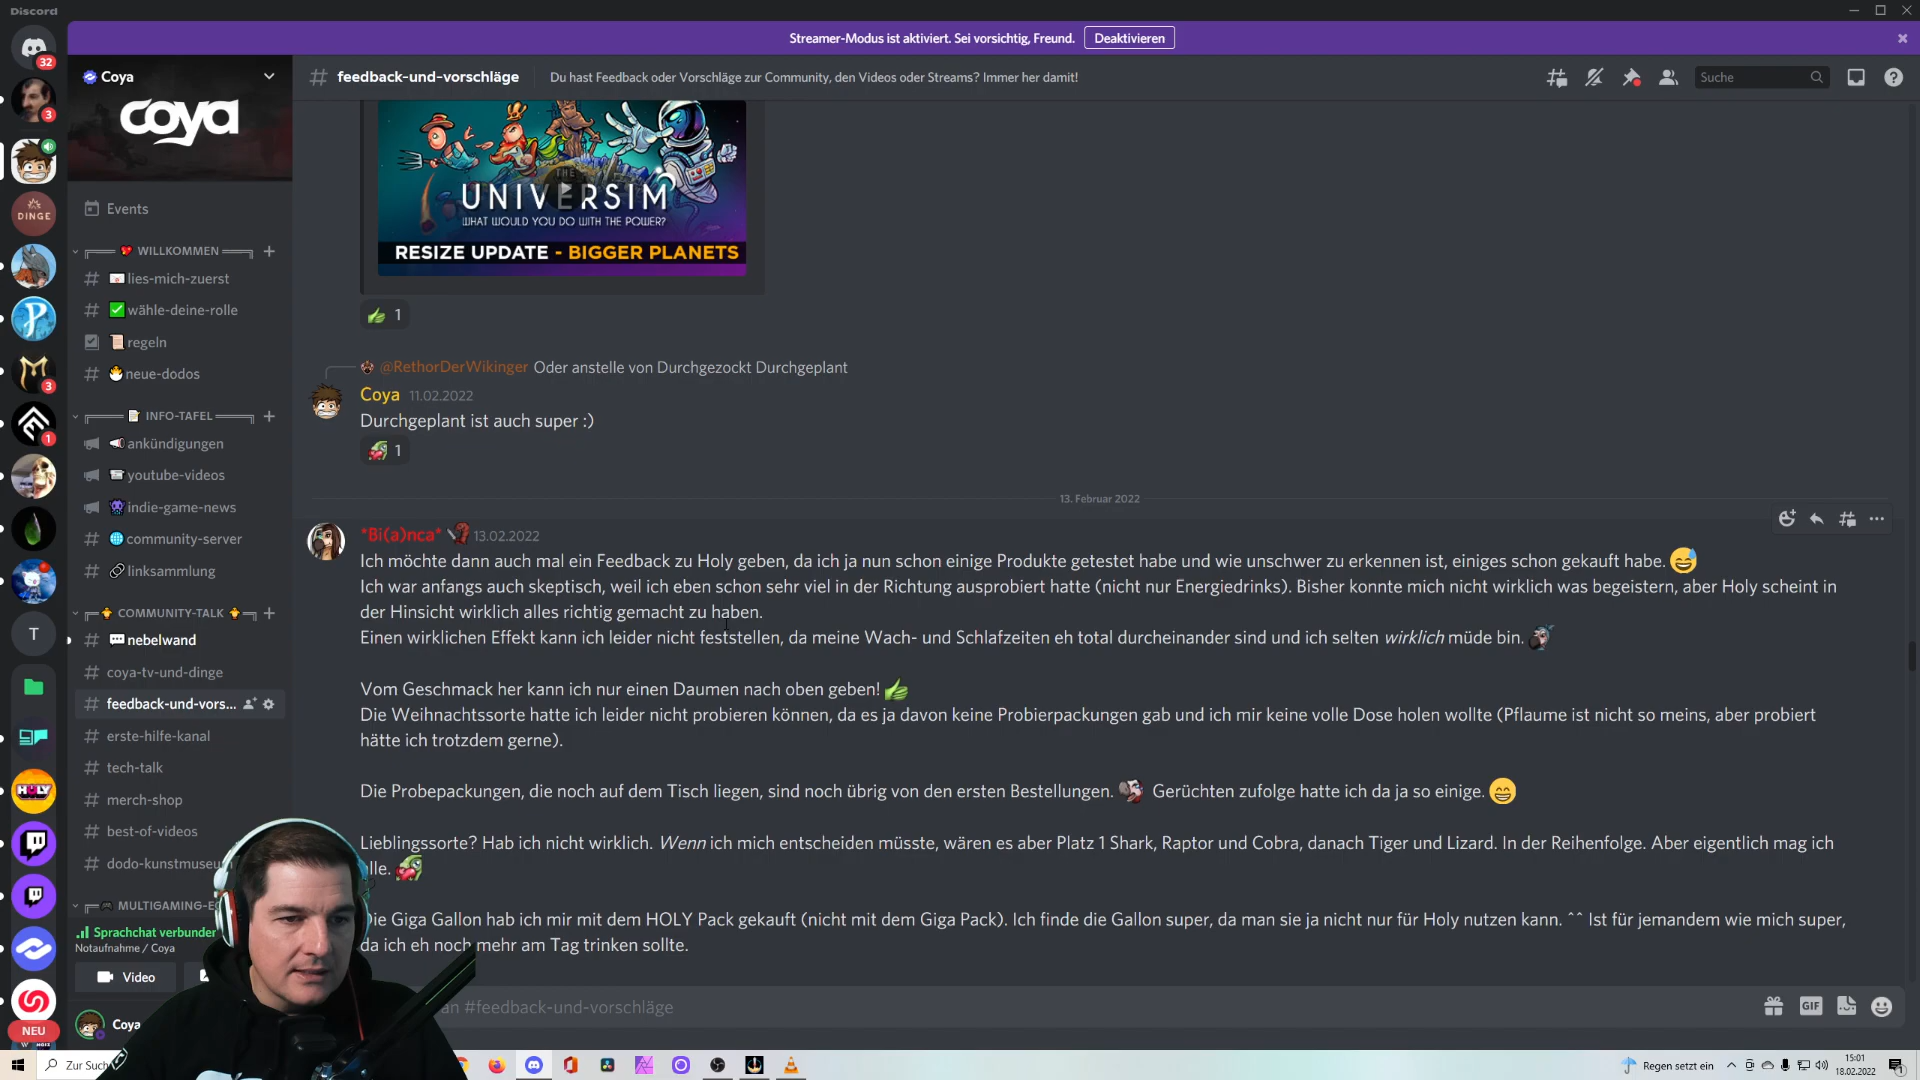 Discord
Streamer-Modus ist aktiviert. Sei vorsichtig, Freund. Deaktivieren
32
3
DINGE
3
1
T
HOLY
NEU
Coya
coya
Events
WILLKOMMEN
lies-mich-zuerst
wähle-deine-rolle
regeln
neue-dodos
INFO-TAFEL
ankündigungen
youtube-videos
indie-game-news
community-server
linksammlung
COMMUNITY-TALK
nebelwand
coya-tv-und-dinge
feedback-und-vors...
erste-hilfe-kanal
tech-talk
merch-shop
best-of-videos
dodo-kunstmuseu
MULTIGAMING-E
Sprachchat verbunden
Notaufnahme / Coya
Video
Coya
feedback-und-vorschläge Du hast Feedback oder Vorschläge zur Community, den Videos oder Streams? Immer her damit! Suche
THE
UNIVERSIM
WHAT WOULD YOU DO WITH THE POWER?
RESIZE UPDATE - BIGGER PLANETS
1
@RethorDerWikinger Oder anstelle von Durchgezockt Durchgeplant
Coya 11.02.2022
Durchgeplant ist auch super :)
1
13. Februar 2022
*Bi(a)nca* 13.02.2022
Ich möchte dann auch mal ein Feedback zu Holy geben, da ich ja nun schon einige Produkte getestet habe und wie unschwer zu erkennen ist, einiges schon gekauft habe. 😅
Ich war anfangs auch skeptisch, weil ich eben schon sehr viel in der Richtung ausprobiert hatte (nicht nur Energiedrinks). Bisher konnte mich nicht wirklich was begeistern, aber Holy scheint in
der Hinsicht wirklich alles richtig gemacht zu haben.
Einen wirklichen Effekt kann ich leider nicht feststellen, da meine Wach- und Schlafzeiten eh total durcheinander sind und ich selten wirklich müde bin.
Vom Geschmack her kann ich nur einen Daumen nach oben geben!
Die Weihnachtssorte hatte ich leider nicht probieren können, da es ja davon keine Probierpackungen gab und ich mir keine volle Dose holen wollte (Pflaume ist nicht so meins, aber probiert
hätte ich trotzdem gerne).
Die Probepackungen, die noch auf dem Tisch liegen, sind noch übrig von den ersten Bestellungen. Gerüchten zufolge hatte ich da ja so einige. 😄
Lieblingssorte? Hab ich nicht wirklich. Wenn ich mich entscheiden müsste, wären es aber Platz 1 Shark, Raptor und Cobra, danach Tiger und Lizard. In der Reihenfolge. Aber eigentlich mag ich
lle.
ie Giga Gallon hab ich mir mit dem HOLY Pack gekauft (nicht mit dem Giga Pack). Ich finde die Gallon super, da man sie ja nicht nur für Holy nutzen kann. ^^ Ist für jemandem wie mich super,
da ich eh noch mehr am Tag trinken sollte.
an #feedback-und-vorschläge
GIF
Zur Such
Regen setzt ein
15:01
18.02.2022
1